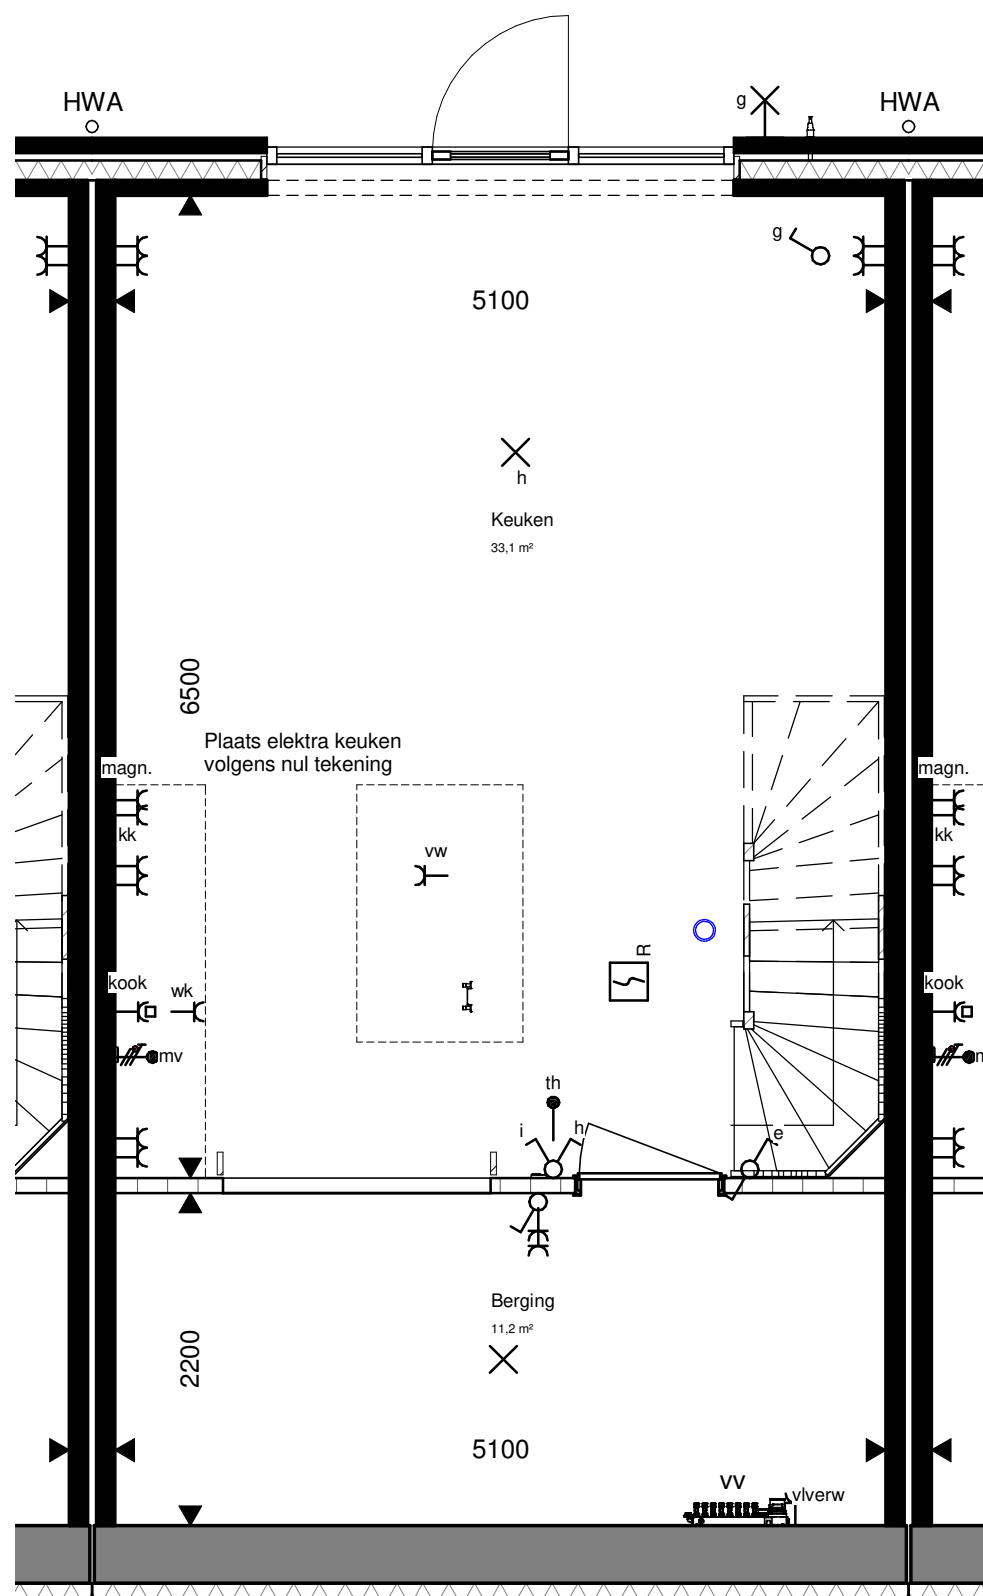 HWA
g
HWA
g
5100
h
Keuken
33,1 m²
6500
Plaats elektra keuken
volgens nul tekening
magn.
magn.
kk
kk
vw
R
kook
wk
kook
mv
th
i
h
e
Berging
11,2 m²
2200
5100
vv
vlverw